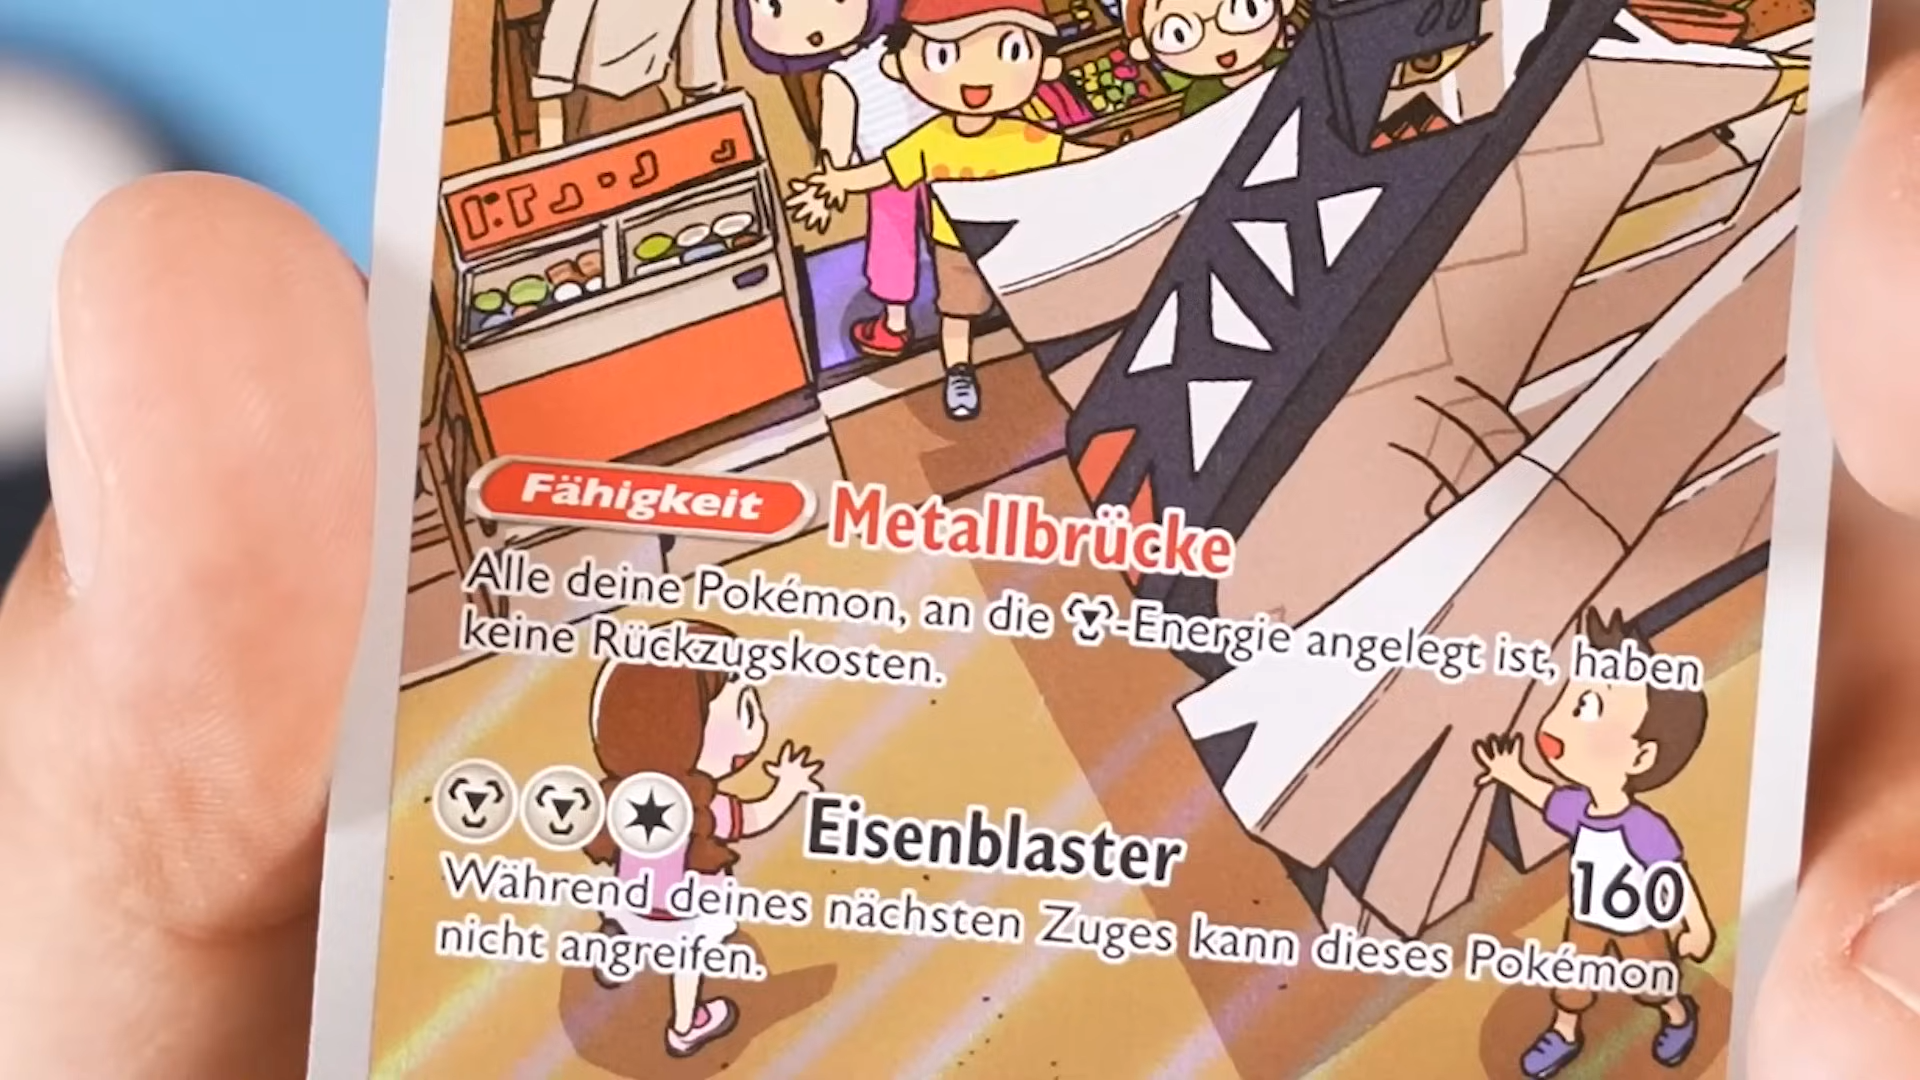 Fähigkeit Metallbrücke
Alle deine Pokémon, an die -Energie angelegt ist, haben
keine Rückzugskosten.
Eisenblaster 160
Während deines nächsten Zuges kann dieses Pokémon
nicht angreifen.